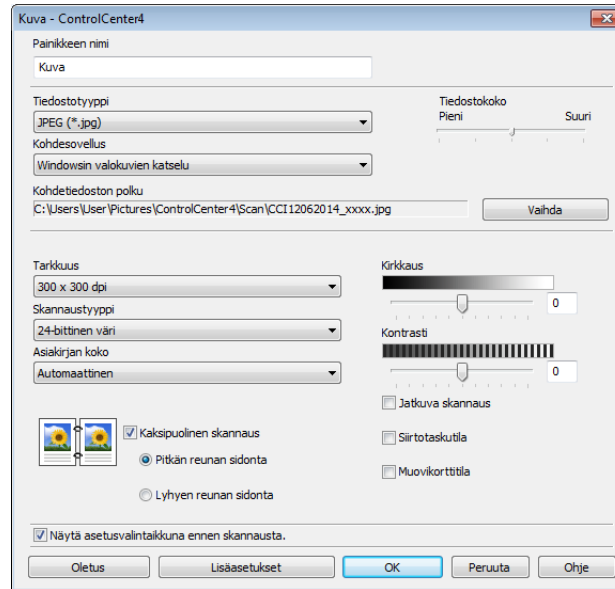 Kuva - ControlCenter4
Painikkeen nimi
Kuva
Tiedostotyyppi
JPEG (*.jpg)
Tiedostokoko
Pieni Suuri
Kohdesovellus
Windowsin valokuvien katselu
Kohdetiedoston polku
C:\Users\User\Pictures\ControlCenter4\Scan\CCI12062014_xxxx.jpg
Vaihda
Tarkkuus
300 x 300 dpi
Skannaustyyppi
24-bittinen väri
Asiakirjan koko
Automaattinen
Kirkkaus
0
Kontrasti
0
Kaksipuolinen skannaus
Pitkän reunan sidonta
Lyhyen reunan sidonta
Jatkuva skannaus
Siirtotaskutila
Muovikorttitila
Näytä asetusvalintaikkuna ennen skannausta.
Oletus Lisäasetukset OK Peruuta Ohje